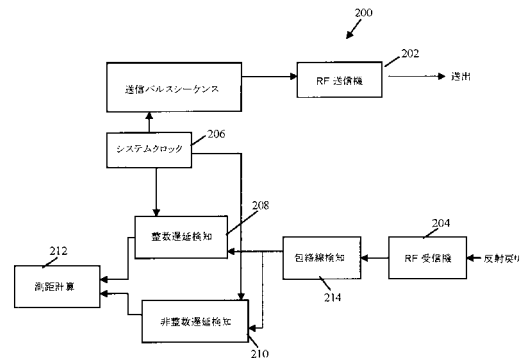 200
202
送信パルスシーケンス
RF 送信機
送出
206
システムクロック
208
204
212
整数遅延検知
包絡線検知
RF 受信機
反射戻り
測距計算
214
非整数遅延検知
210